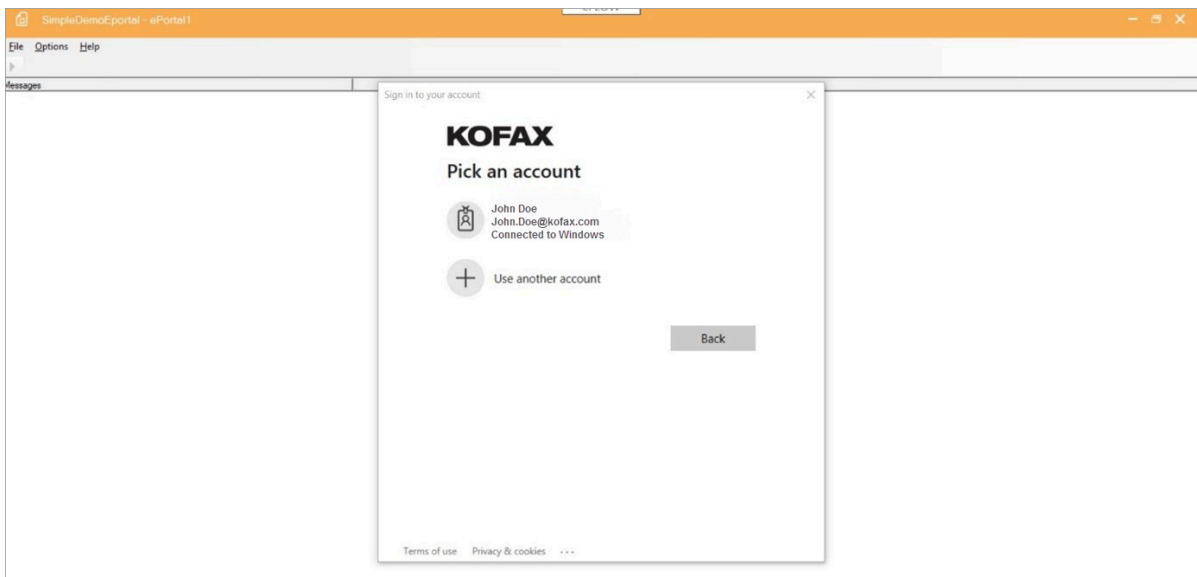 SimpleDemoEportal - ePortal1
File Options Help
Messages
Sign in to your account
KOFAX
Pick an account
John Doe
John.Doe@kofax.com
Connected to Windows
Use another account
Back
Terms of use Privacy & cookies ...